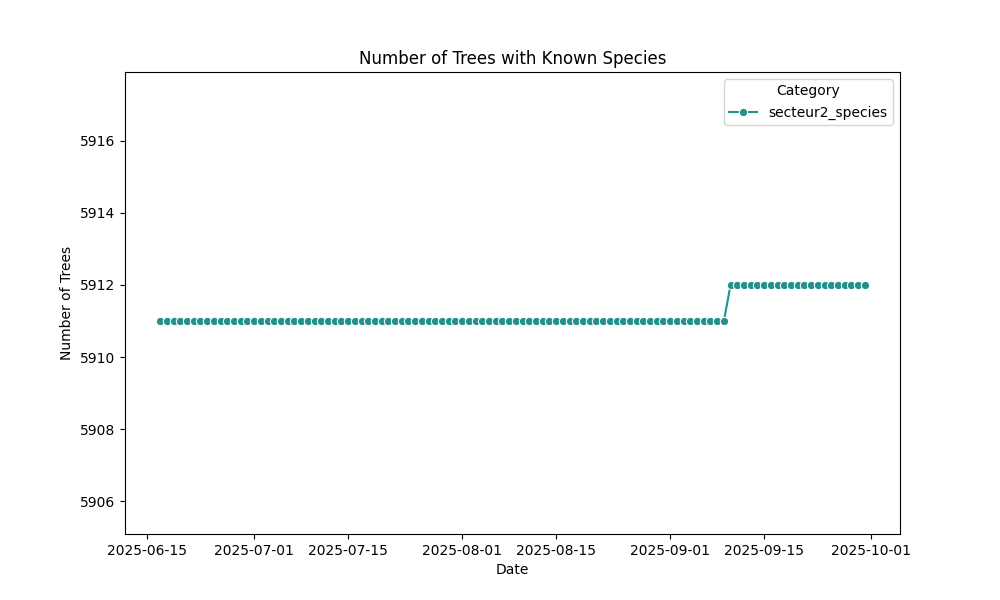 Number of Trees with Known Species
Category
secteur2_species
Number of Trees
5916
5914
5912
5910
5908
5906
2025-06-15
2025-07-01
2025-07-15
2025-08-01
2025-08-15
2025-09-01
2025-09-15
2025-10-01
Date